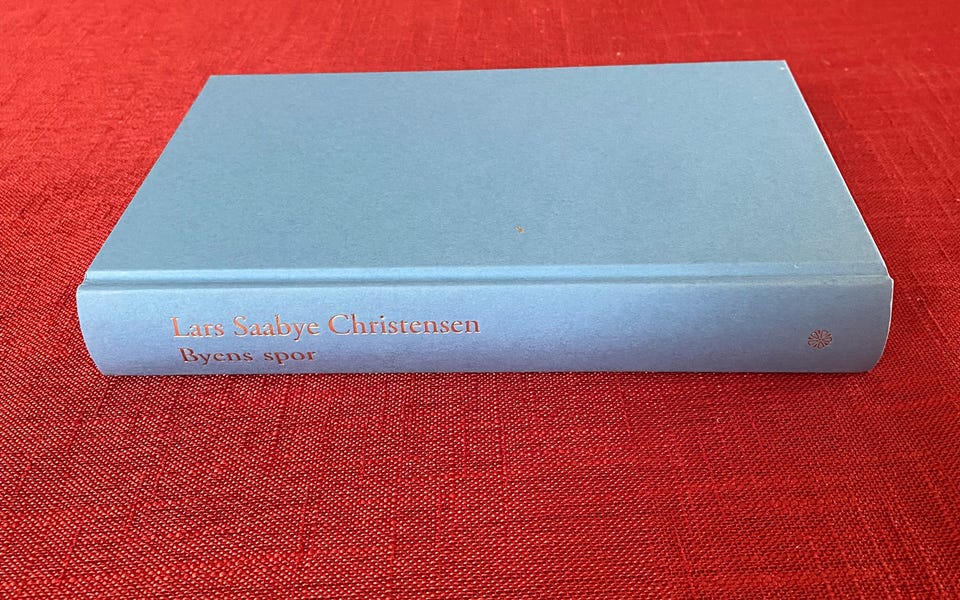 Lars Saabye Christensen
Byens spor